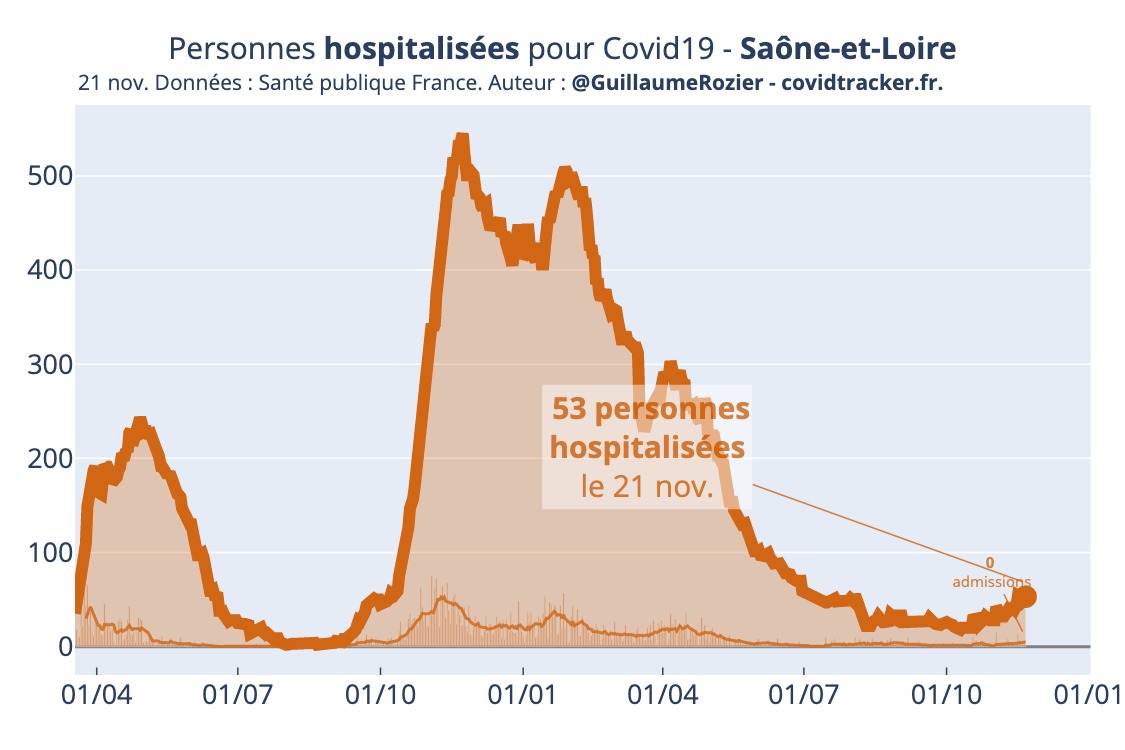 Personnes hospitalisées pour Covid19 - Saône-et-Loire
21 nov. Données : Santé publique France. Auteur : @GuillaumeRozier - covidtracker.fr.
500
400
300
200
100
0
53 personnes
hospitalisées
le 21 nov.
0
admissions
01/04
01/07
01/10
01/01
01/04
01/07
01/10
01/01